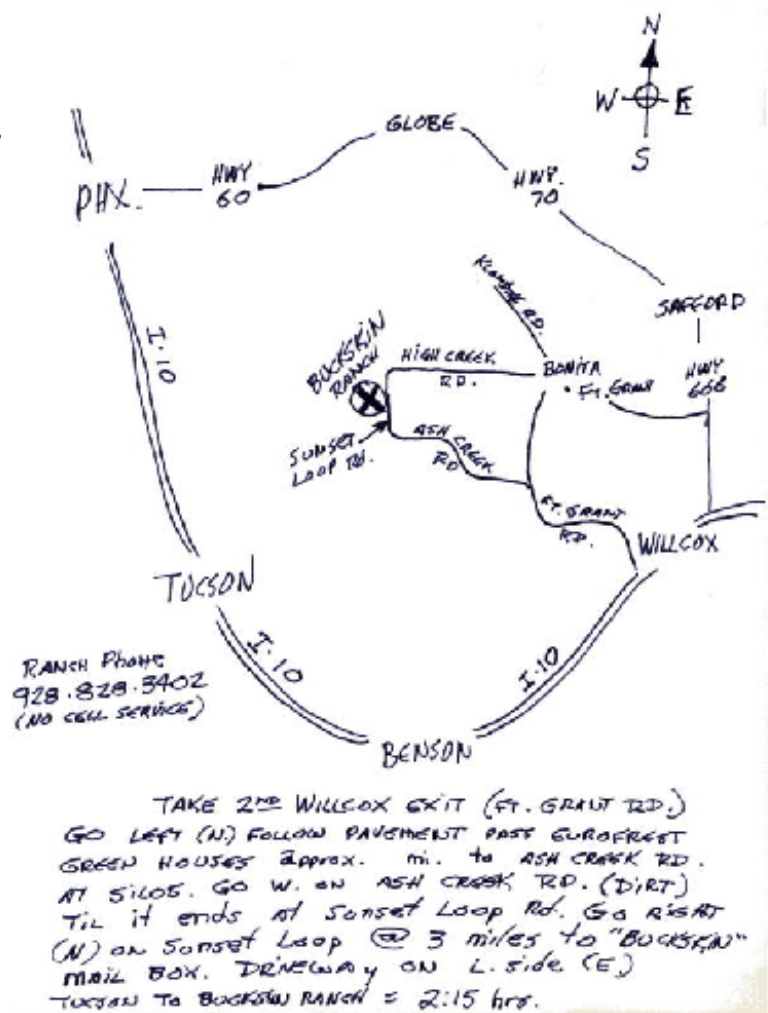 N
W E
S
GLOBE
PHX.
HWY
60
HWY.
70
KLONDYKE RD.
SAFFORD
I-10
BUCKSKIN
RANCH
HIGH CREEK
RD.
BONITA
• FT. GRANT
HWY
666
SUNSET
LOOP Rd.
ASH CREEK
RD
FT. GRANT
RD.
WILLCOX
TUCSON
I-10
I-10
RANCH PHONE
928.828.3402
(NO CELL SERVICE)
BENSON
TAKE 2ND WILLCOX EXIT (FT. GRANT RD.)
GO LEFT (N.) FOLLOW PAVEMENT PAST EUROFREST
GREEN HOUSES approx. mi. to ASH CREEK RD.
AT SILOS. GO W. ON ASH CREEK RD. (DIRT)
TIL it ends At Sunset Loop Rd. Go RIGHT
(N) on Sunset Loop @ 3 miles to "BUCKSKIN"
MAIL BOX. DRIVEWAY ON L. side (E.)
TUCSON TO BUCKSKIN RANCH = 2:15 hrs.